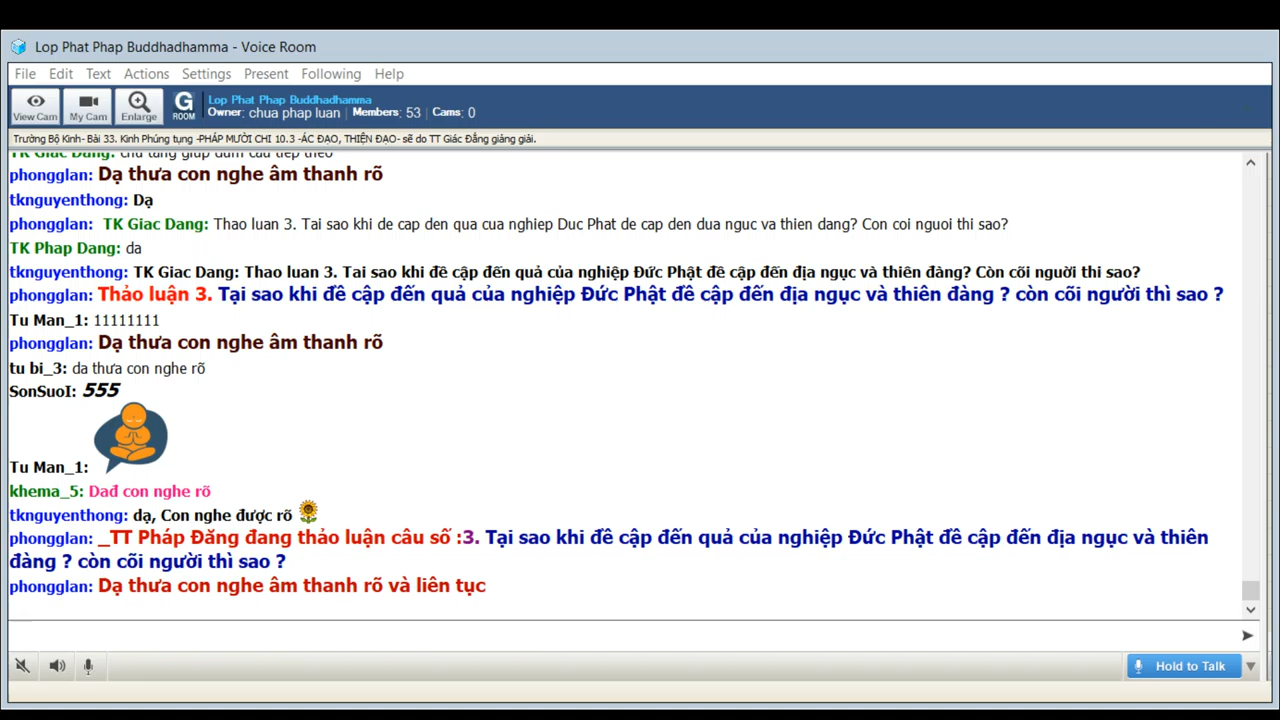 Lop Phat Phap Buddhadhamma - Voice Room
File Edit Text Actions Settings Present Following Help
View Cam My Cam Enlarge G ROOM Lop Phat Phap Buddhadhamma
Owner: chua phap luan | Members: 53 | Cams: 0
Trường Bộ Kinh- Bài 33. Kinh Phúng tụng -PHÁP MƯỜI CHI 10.3 -ÁC ĐẠO, THIỆN ĐẠO- sẽ do TT Giác Đẳng giảng giải.
TK Giac Dang: chu tang giup dum cau tiep theo
phongglan: Dạ thưa con nghe âm thanh rõ
tknguyenthong: Dạ
phongglan: TK Giac Dang: Thao luan 3. Tai sao khi de cap den qua cua nghiep Duc Phat de cap den dua nguc va thien dang? Con coi nguoi thi sao?
TK Phap Dang: da
tknguyenthong: TK Giac Dang: Thao luan 3. Tai sao khi đề cập đến quả của nghiệp Đức Phật đề cập đến địa ngục và thiên đàng? Còn cõi người thi sao?
phongglan: Thảo luận 3. Tại sao khi đề cập đến quả của nghiệp Đức Phật đề cập đến địa ngục và thiên đàng ? còn cõi người thì sao ?
Tu Man_1: 11111111
phongglan: Dạ thưa con nghe âm thanh rõ
tu bi_3: da thưa con nghe rõ
SonSuoI: 555
Tu Man_1:
khema_5: Dađ con nghe rõ
tknguyenthong: dạ, Con nghe được rõ
phongglan: _TT Pháp Đăng đang thảo luận câu số :3. Tại sao khi đề cập đến quả của nghiệp Đức Phật đề cập đến địa ngục và thiên
đàng ? còn cõi người thì sao ?
phongglan: Dạ thưa con nghe âm thanh rõ và liên tục
Hold to Talk